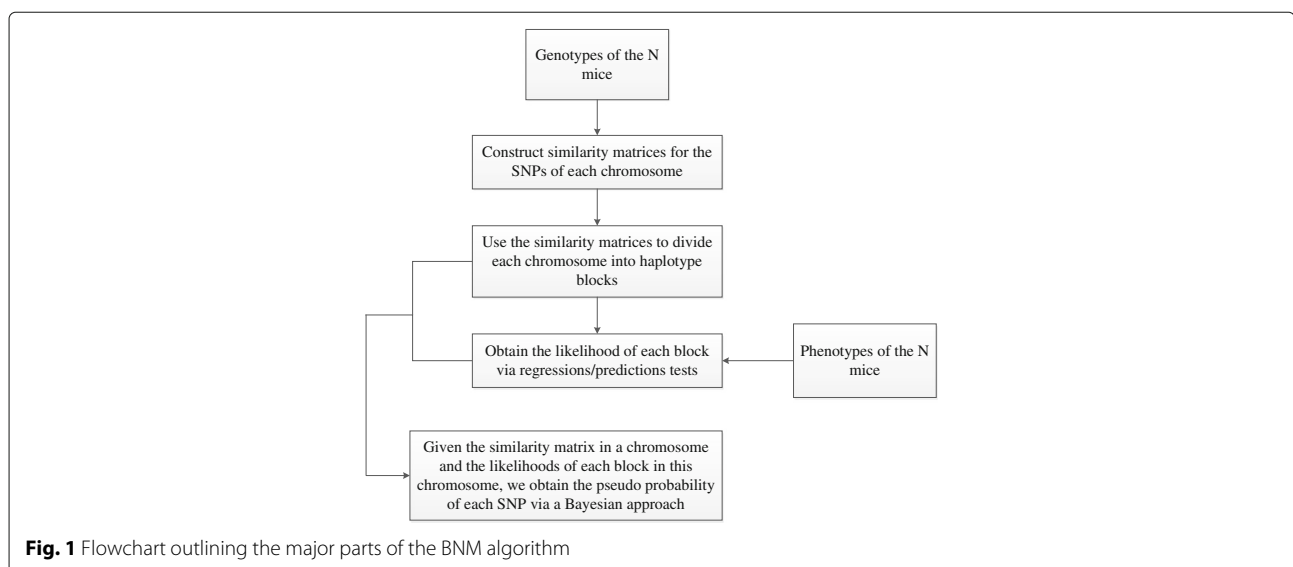 Genotypes of the N
mice
Construct similarity matrices for the
SNPs of each chromosome
Use the similarity matrices to divide
each chromosome into haplotype
blocks
Obtain the likelihood of each block
via regressions/predictions tests
Phenotypes of the N
mice
Given the similarity matrix in a chromosome
and the likelihoods of each block in this
chromosome, we obtain the pseudo probability
of each SNP via a Bayesian approach
Fig. 1 Flowchart outlining the major parts of the BNM algorithm